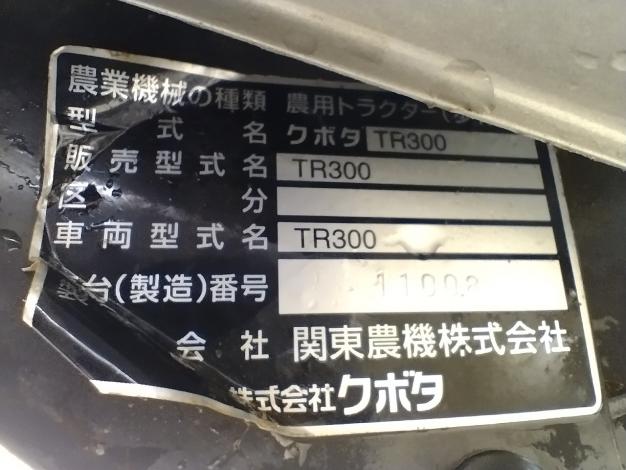 農業機械の種類 農用トラクター
型式名 クボタ TR300
販売型式名 TR300
区分
車両型式名 TR300
台(製造)番号 11002
会社 関東農機株式会社
株式会社クボタ